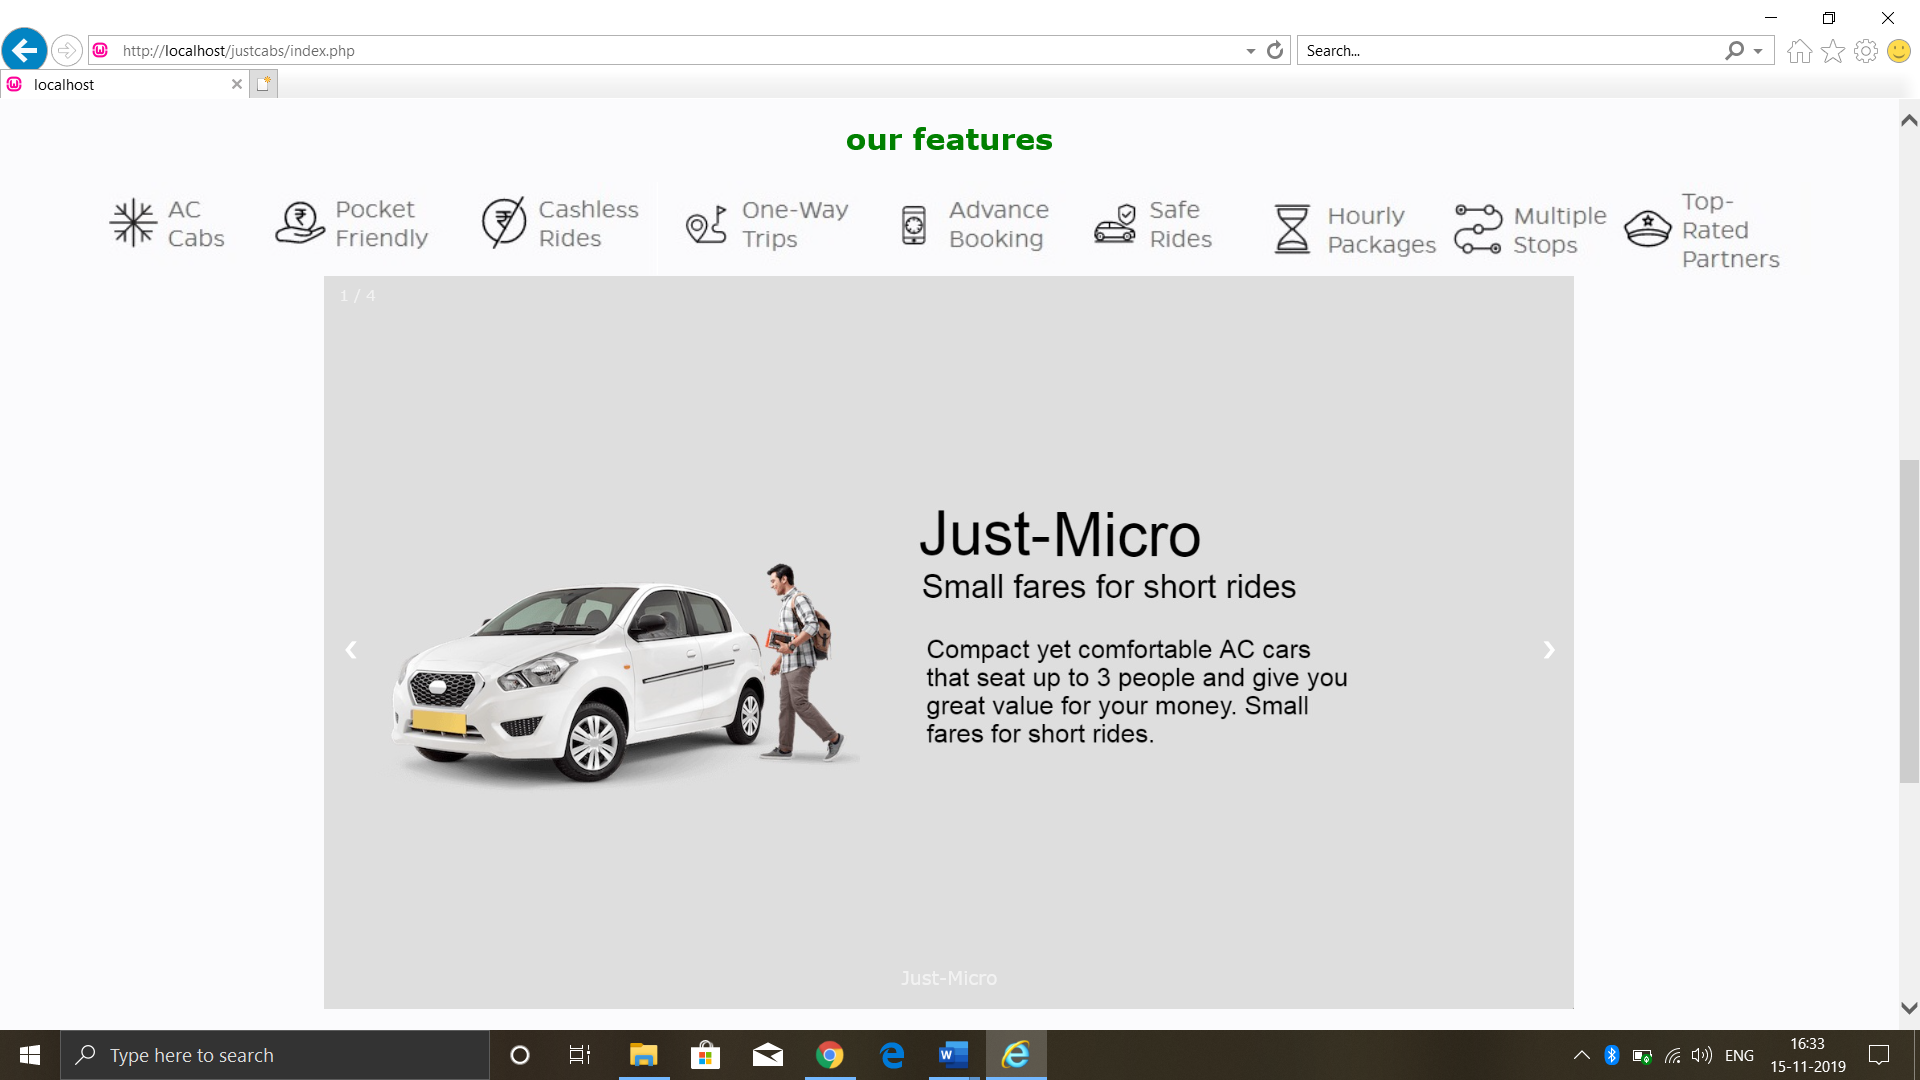 http://localhost/justcabs/index.php
Search...
localhost
our features
AC
Cabs
Pocket
Friendly
Cashless
Rides
One-Way
Trips
Advance
Booking
Safe
Rides
Hourly
Packages
Multiple
Stops
Top-
Rated
Partners
1 / 4
Just-Micro
Small fares for short rides
Compact yet comfortable AC cars
that seat up to 3 people and give you
great value for your money. Small
fares for short rides.
Just-Micro
Type here to search
ENG
16:33
15-11-2019